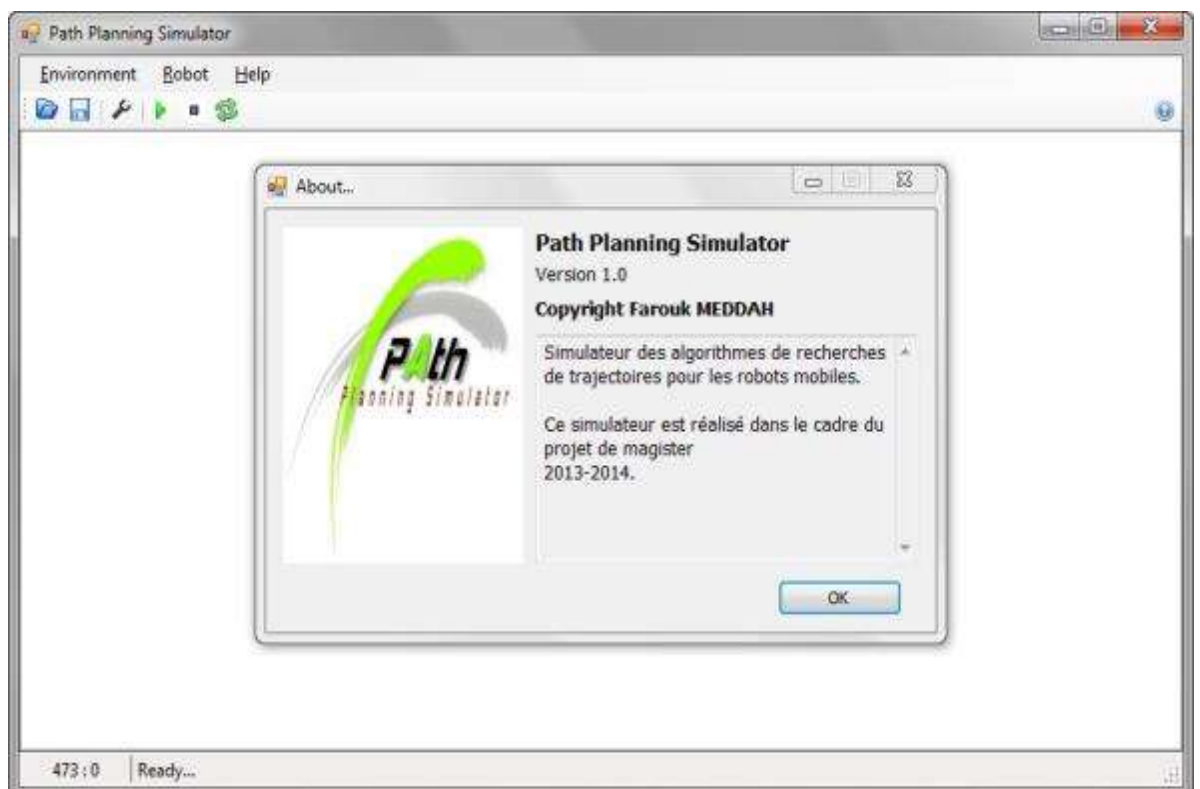 Path Planning Simulator
Environment Robot Help
About...
PAth
Planning Simulator
Path Planning Simulator
Version 1.0
Copyright Farouk MEDDAH
Simulateur des algorithmes de recherches
de trajectoires pour les robots mobiles.
Ce simulateur est réalisé dans le cadre du
projet de magister
2013-2014.
OK
473 : 0 Ready...